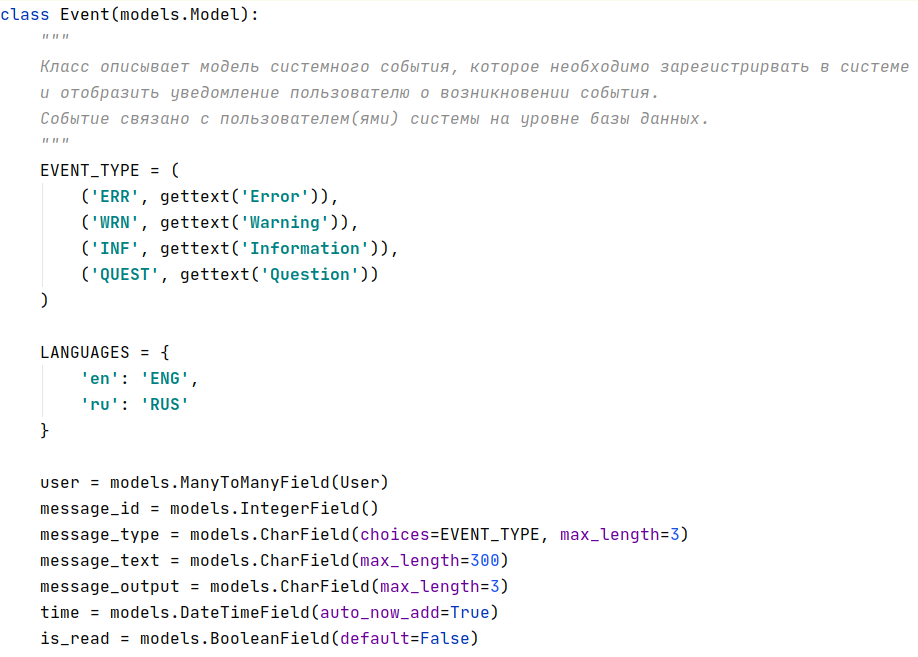 class Event(models.Model):
    """
    Класс описывает модель системного события, которое необходимо зарегистрирвать в системе
    и отобразить уведомление пользователю о возникновении события.
    Событие связано с пользователем(ями) системы на уровне базы данных.
    """
    EVENT_TYPE = (
        ('ERR', gettext('Error')),
        ('WRN', gettext('Warning')),
        ('INF', gettext('Information')),
        ('QUEST', gettext('Question'))
    )
    LANGUAGES = {
        'en': 'ENG',
        'ru': 'RUS'
    }
    user = models.ManyToManyField(User)
    message_id = models.IntegerField()
    message_type = models.CharField(choices=EVENT_TYPE, max_length=3)
    message_text = models.CharField(max_length=300)
    message_output = models.CharField(max_length=3)
    time = models.DateTimeField(auto_now_add=True)
    is_read = models.BooleanField(default=False)